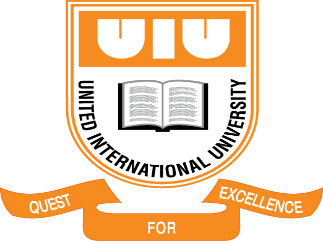 UIU
UNITED INTERNATIONAL UNIVERSITY
QUEST
FOR
EXCELLENCE